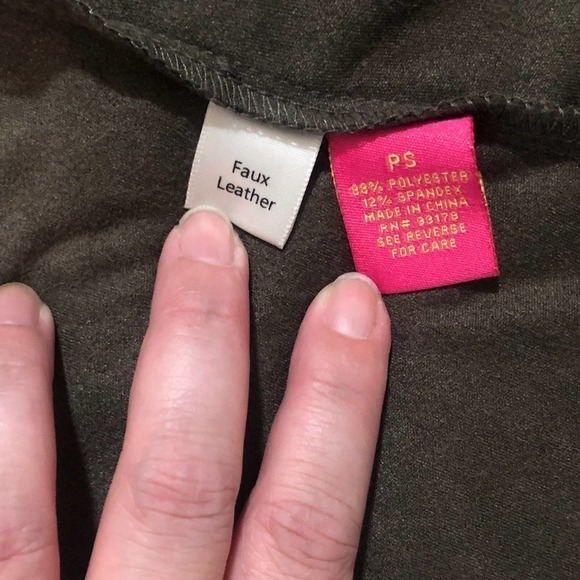 Faux
Leather
PS
88% POLYESTER
12% SPANDEX
MADE IN CHINA
RN# 93178
SEE REVERSE
FOR CARE